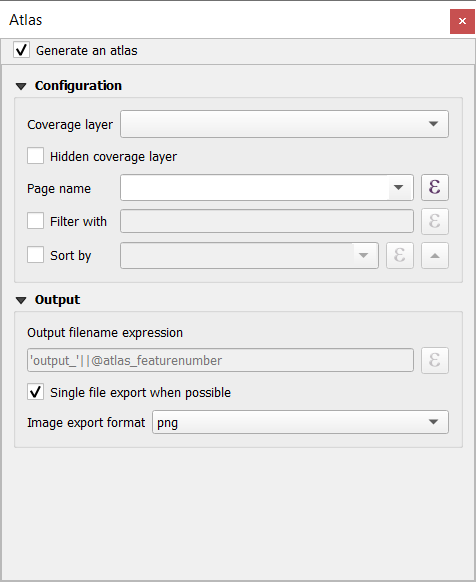 Atlas
Generate an atlas
Configuration
Coverage layer
Hidden coverage layer
Page name
ε
Filter with
ε
Sort by
ε
Output
Output filename expression
'output_'||@atlas_featurenumber
ε
Single file export when possible
Image export format png